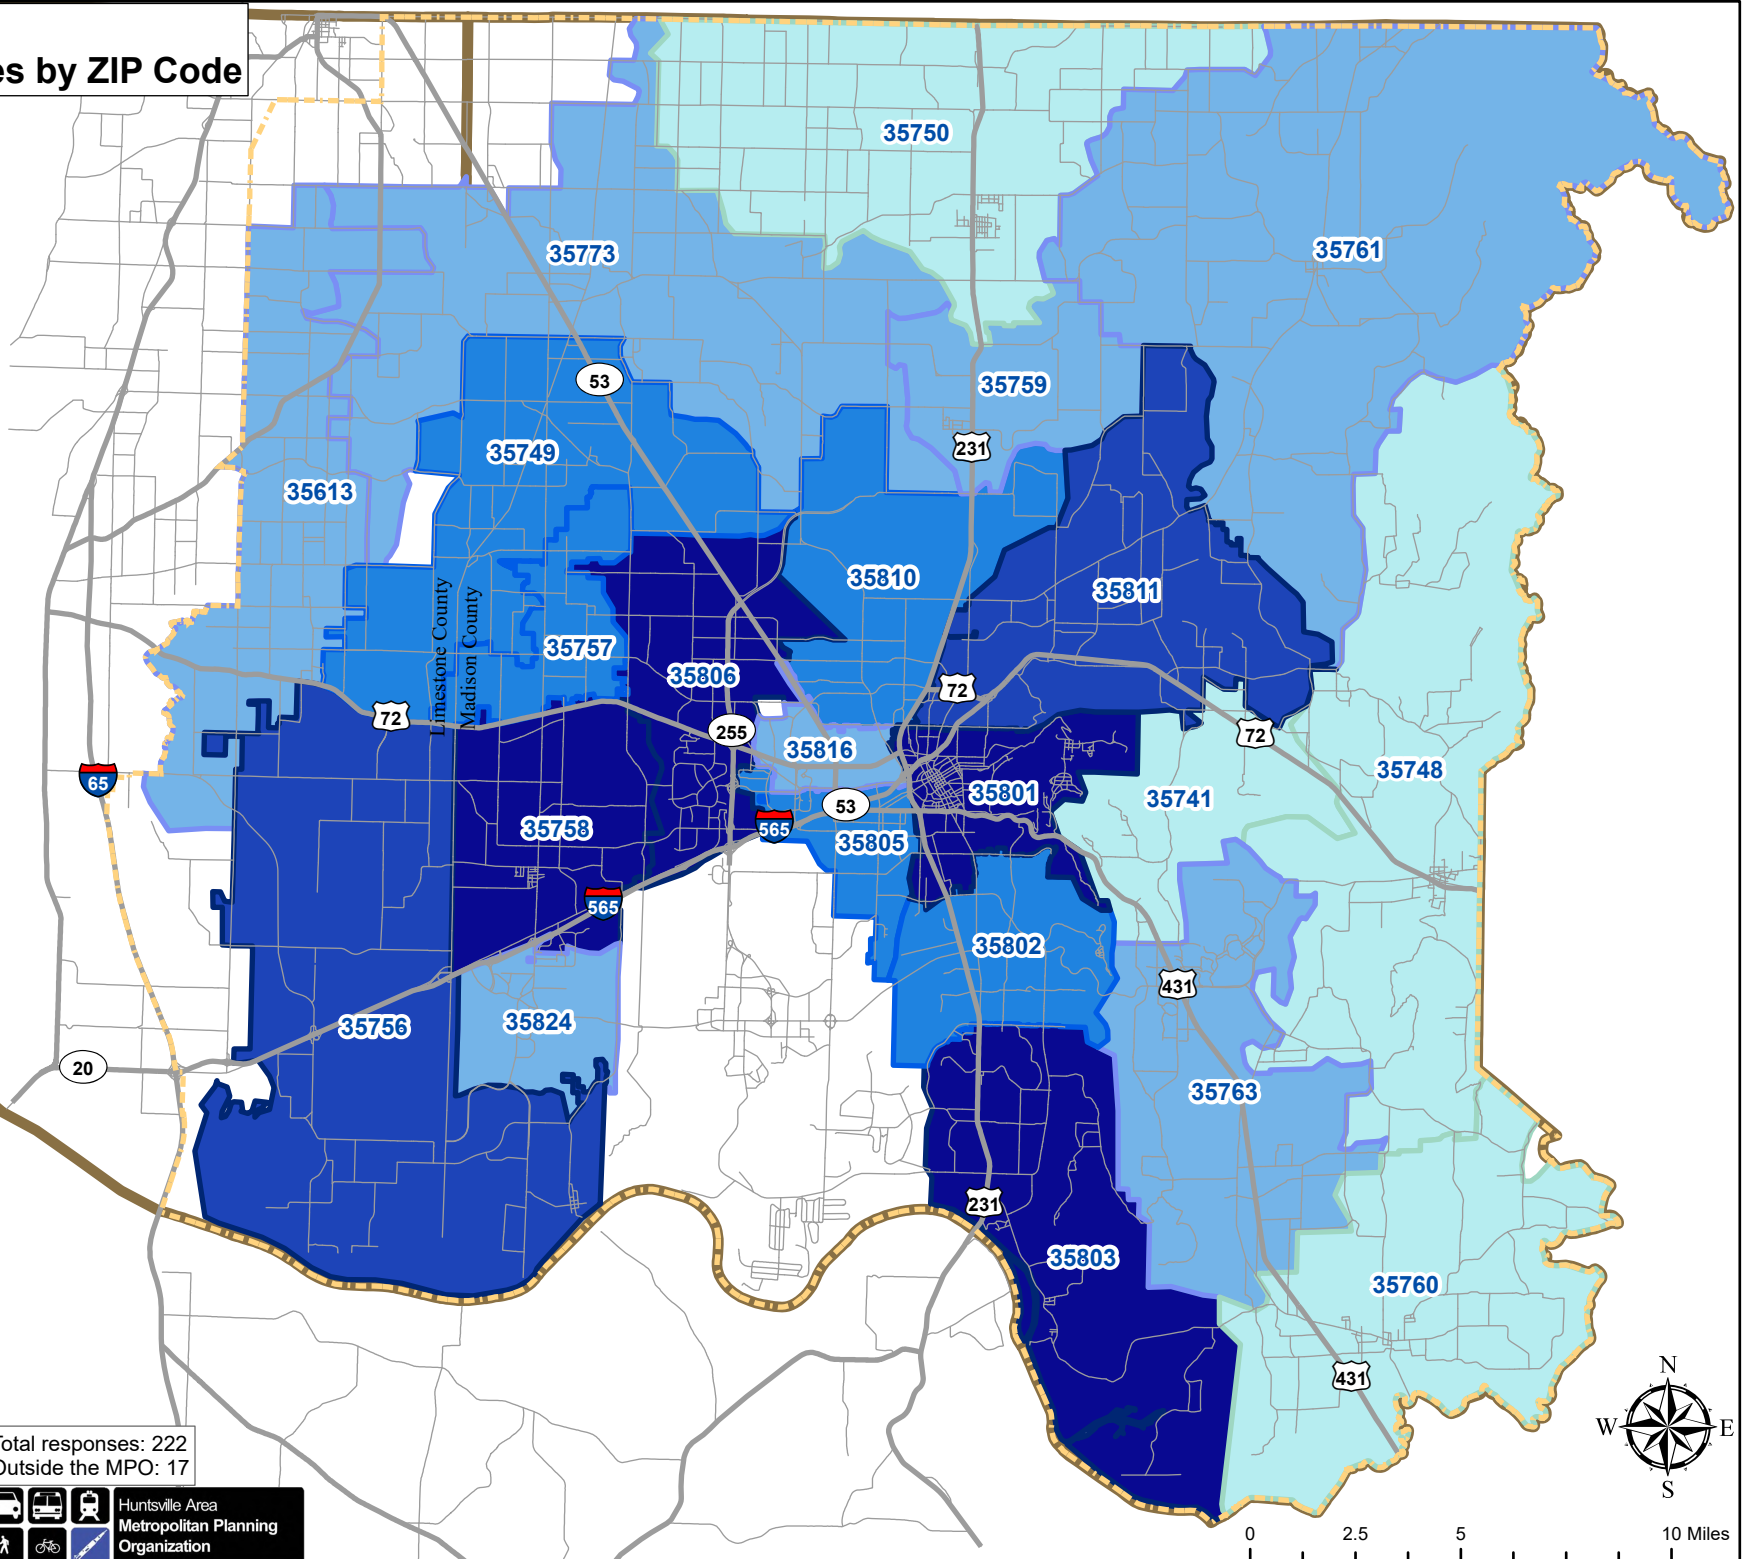 es by ZIP Code
35750
35773
35761
53
35759
231
35749
35613
35810
35811
Limestone County
Madison County
35757
35806
72
72
255
72
35816
65
35748
35741
35801
53
565
35758
35805
565
35802
431
35756
35824
20
35763
231
35803
35760
431
N
W
E
S
Total responses: 222
Outside the MPO: 17
Huntsville Area
Metropolitan Planning
Organization
0 2.5 5 10 Miles